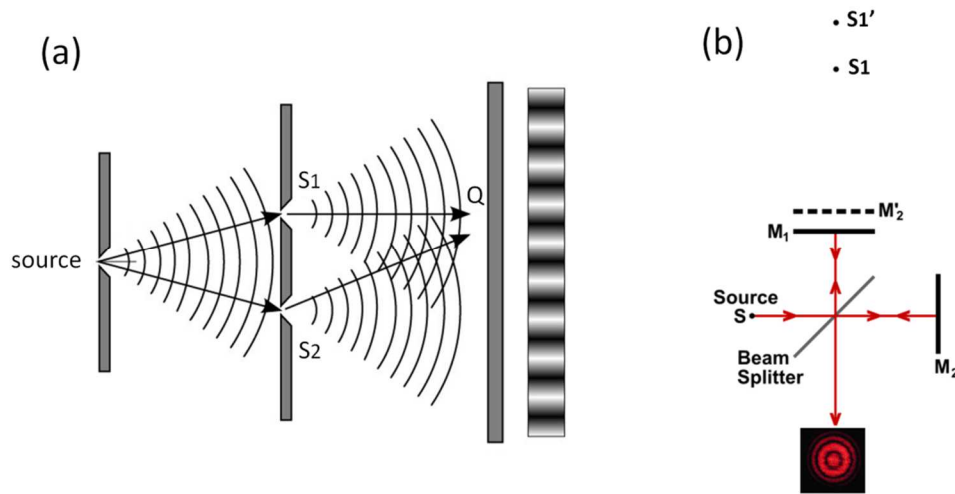 (a)
source
S1
S2
Q
(b)
S1’
S1
M'₂
M₁
Source
S
Beam
Splitter
M₂